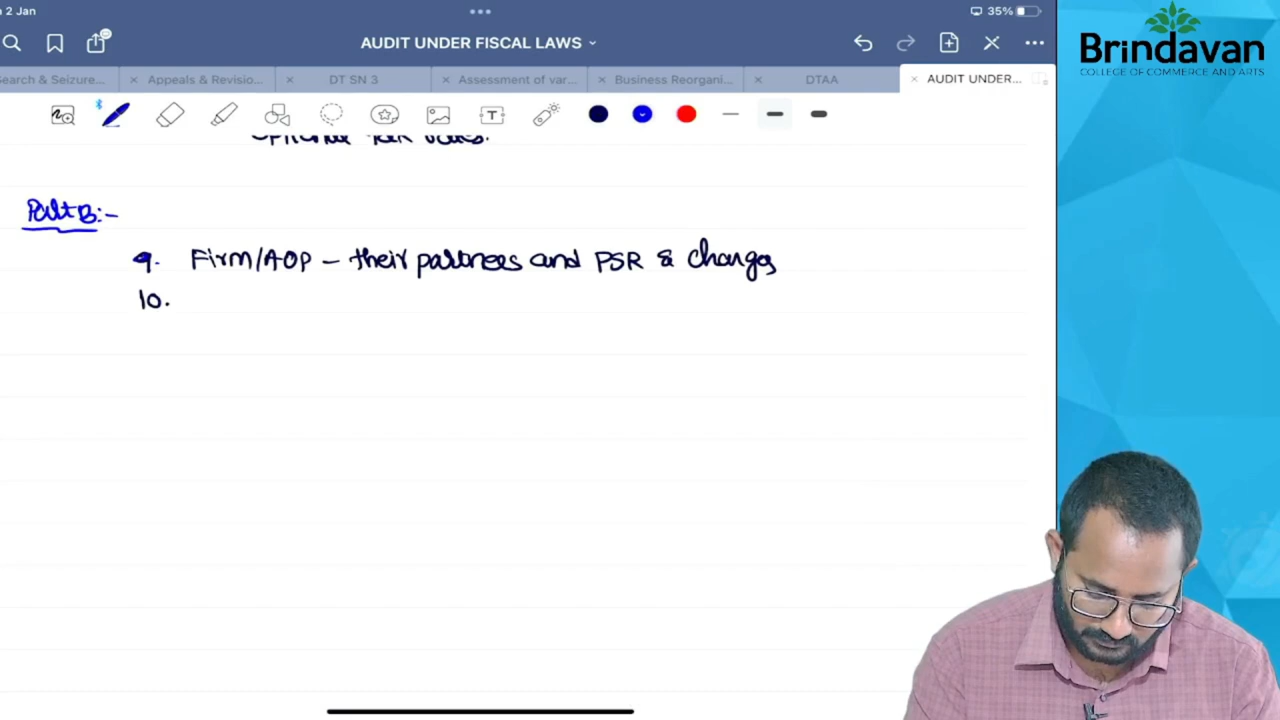 2 Jan
35%
AUDIT UNDER FISCAL LAWS
Brindavan
COLLEGE OF COMMERCE AND ARTS
earch & Seizure...
Appeals & Revisio...
DT SN 3
Assessment of var...
Business Reorgani...
DTAA
AUDIT UNDER...
Part B:-
9. Firm/AOP - their partners and PSR & changes
10.